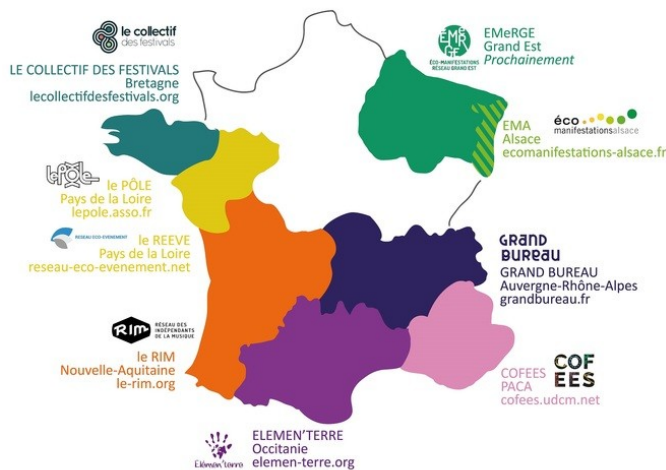 le collectif
des festivals
LE COLLECTIF DES FESTIVALS
Bretagne
lecollectifdesfestivals.org
EMERGE
ÉCO-MANIFESTATIONS
RÉSEAU GRAND EST
EMeRGE
Grand Est
Prochainement
EMA
Alsace
ecomanifestations-alsace.fr
éco
manifestationsalsace
le PÔLE
le PÔLE
Pays de la Loire
lepole.asso.fr
RESEAU ECO-EVENEMENT
le REEVE
Pays de la Loire
reseau-eco-evenement.net
GRAND
BUREAU
GRAND BUREAU
Auvergne-Rhône-Alpes
grandbureau.fr
RIM
RÉSEAU DES
INDÉPENDANTS
DE LA MUSIQUE
le RIM
Nouvelle-Aquitaine
le-rim.org
COFEES
PACA
cofees.udcm.net
COF
EES
Elémen'terre
ELEMEN'TERRE
Occitanie
elemen-terre.org